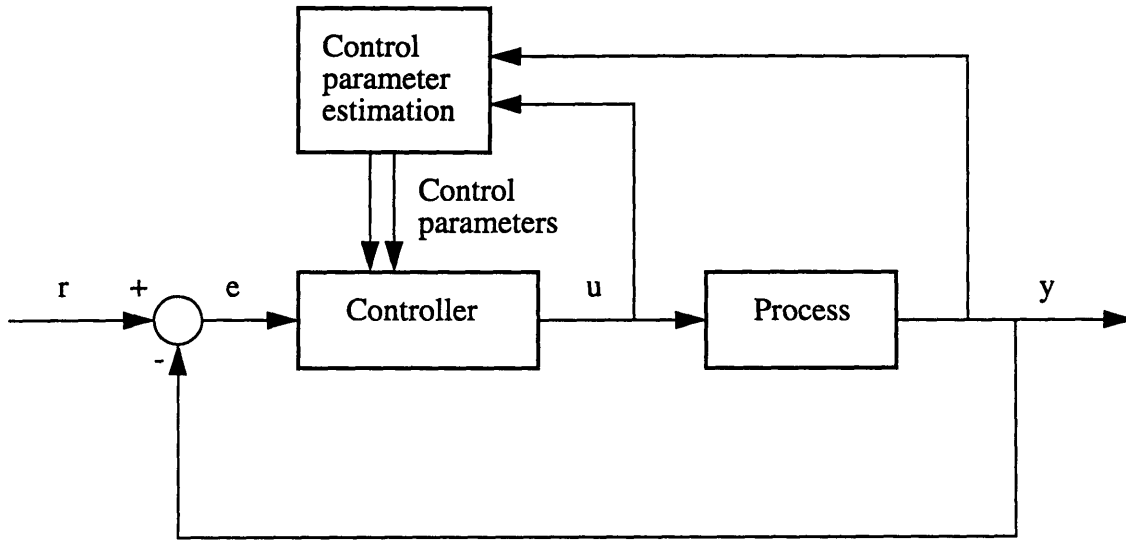 Control
parameter
estimation
Control
parameters
r
+
e
Controller
u
Process
y
-